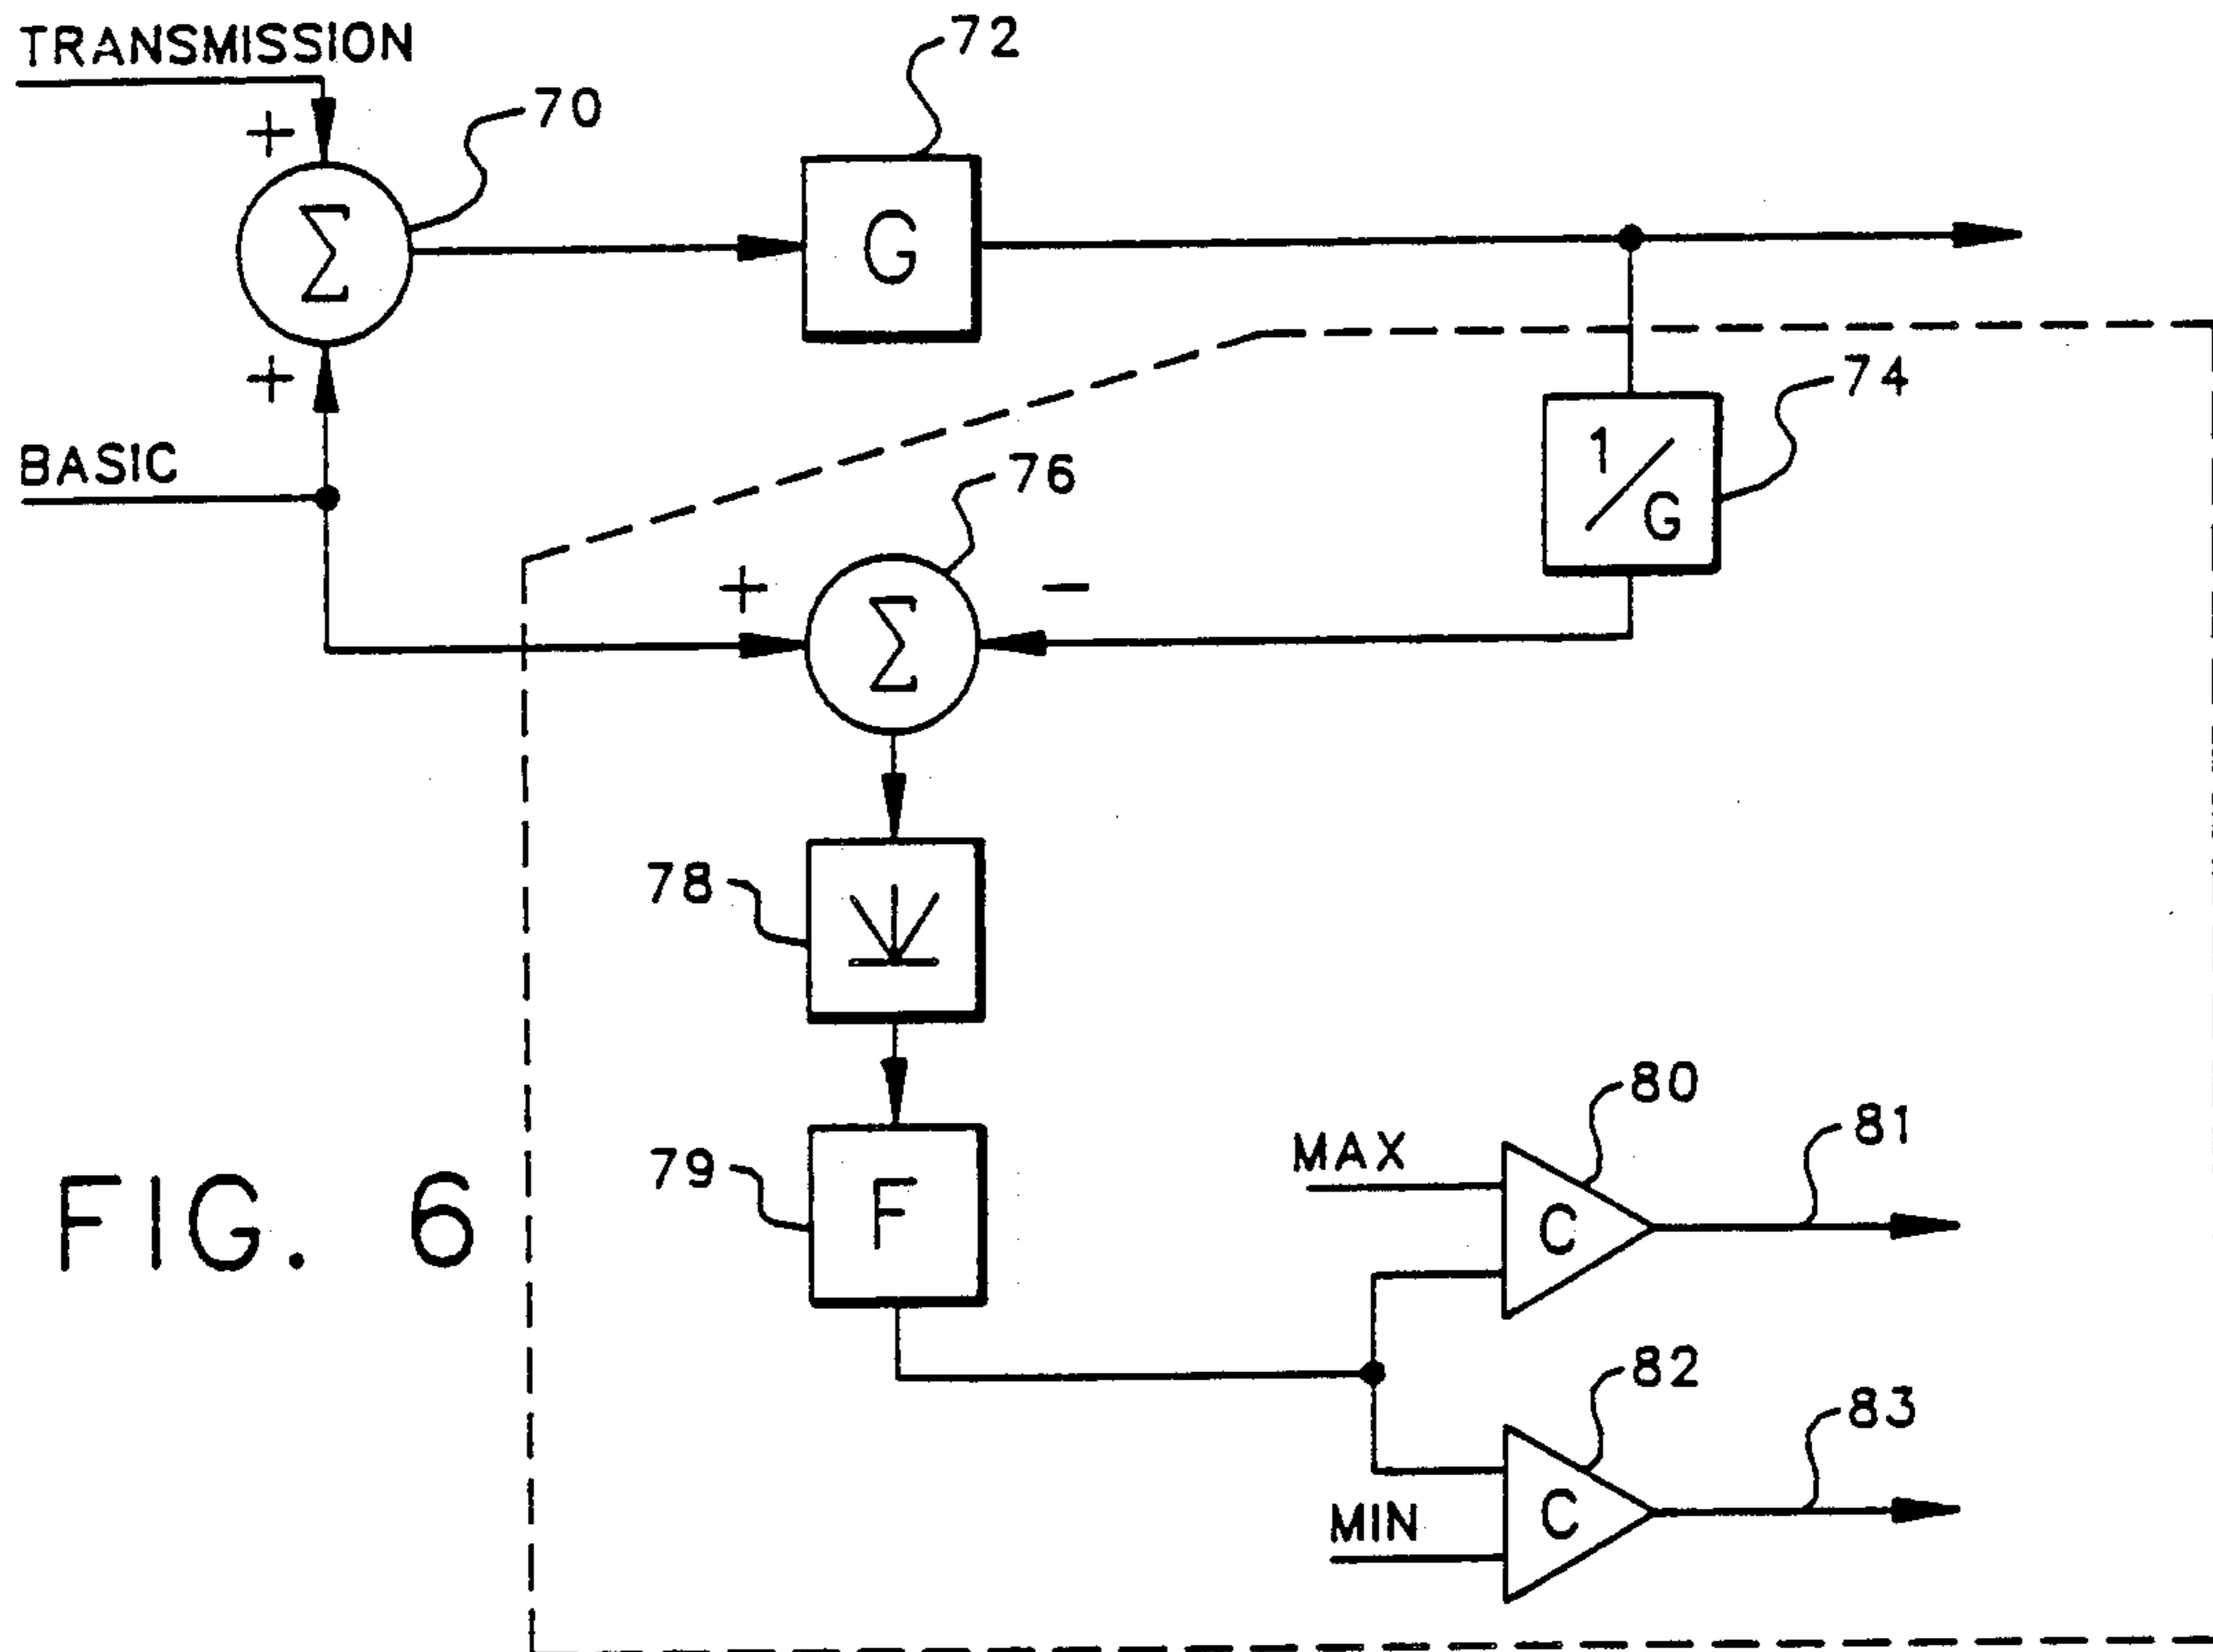 TRANSMISSION
72
+
70
Σ
G
+
74
1/G
BASIC
76
+
-
Σ
78
79
F
80
MAX
81
C
FIG. 6
82
83
MIN
C